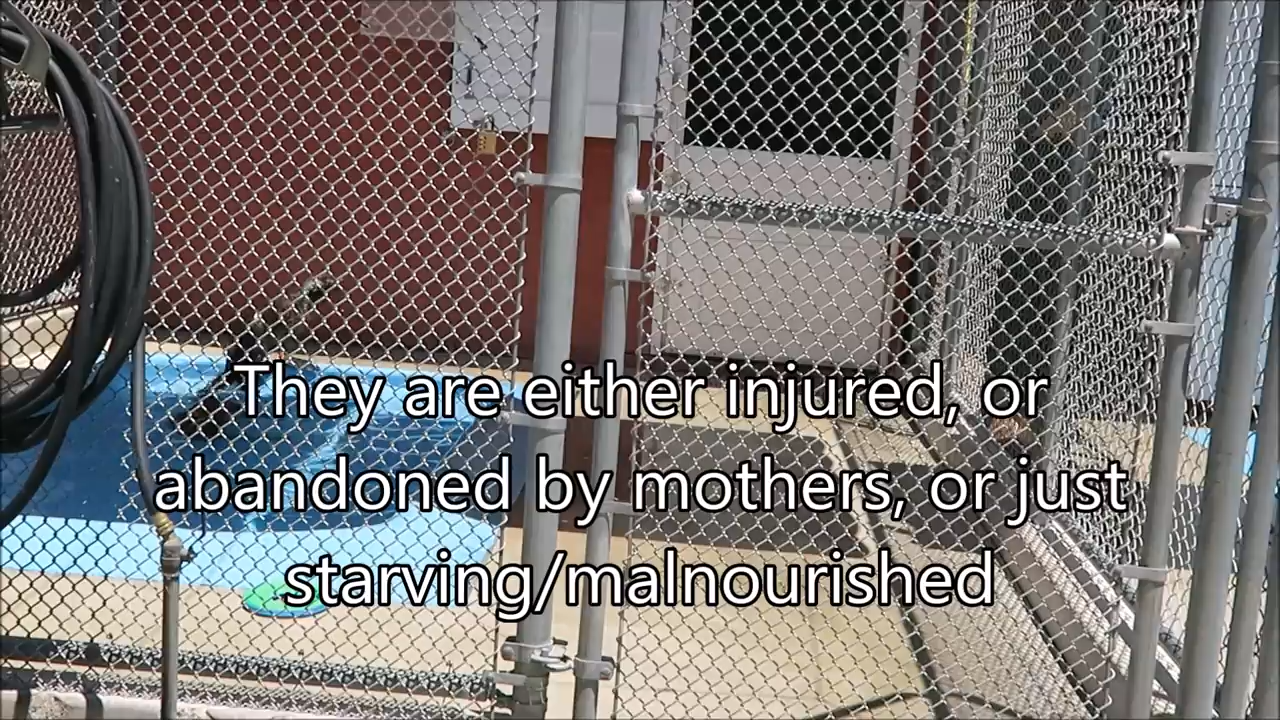 They are either injured, or
abandoned by mothers, or just
starving/malnourished